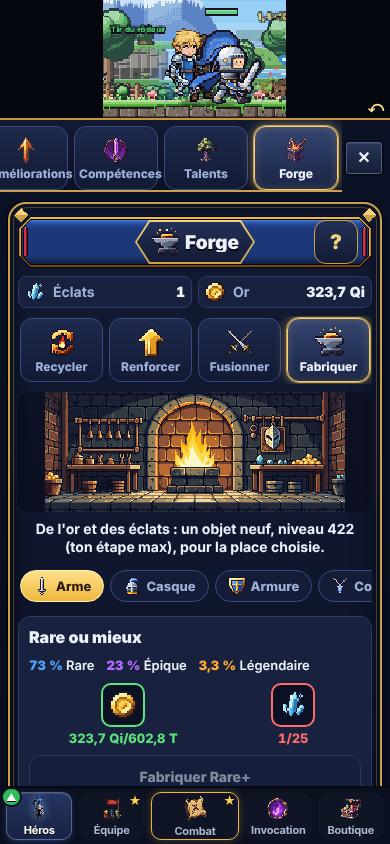 méliorations
Compétences
Talents
Forge
Forge
?
Éclats 1
Or 323,7 Qi
Recycler
Renforcer
Fusionner
Fabriquer
De l'or et des éclats : un objet neuf, niveau 422
(ton étape max), pour la place choisie.
Arme
Casque
Armure
Co
Rare ou mieux
73 % Rare 23 % Épique 3,3 % Légendaire
323,7 Qi/602,8 T
1/25
Fabriquer Rare+
Héros
Équipe
Combat
Invocation
Boutique